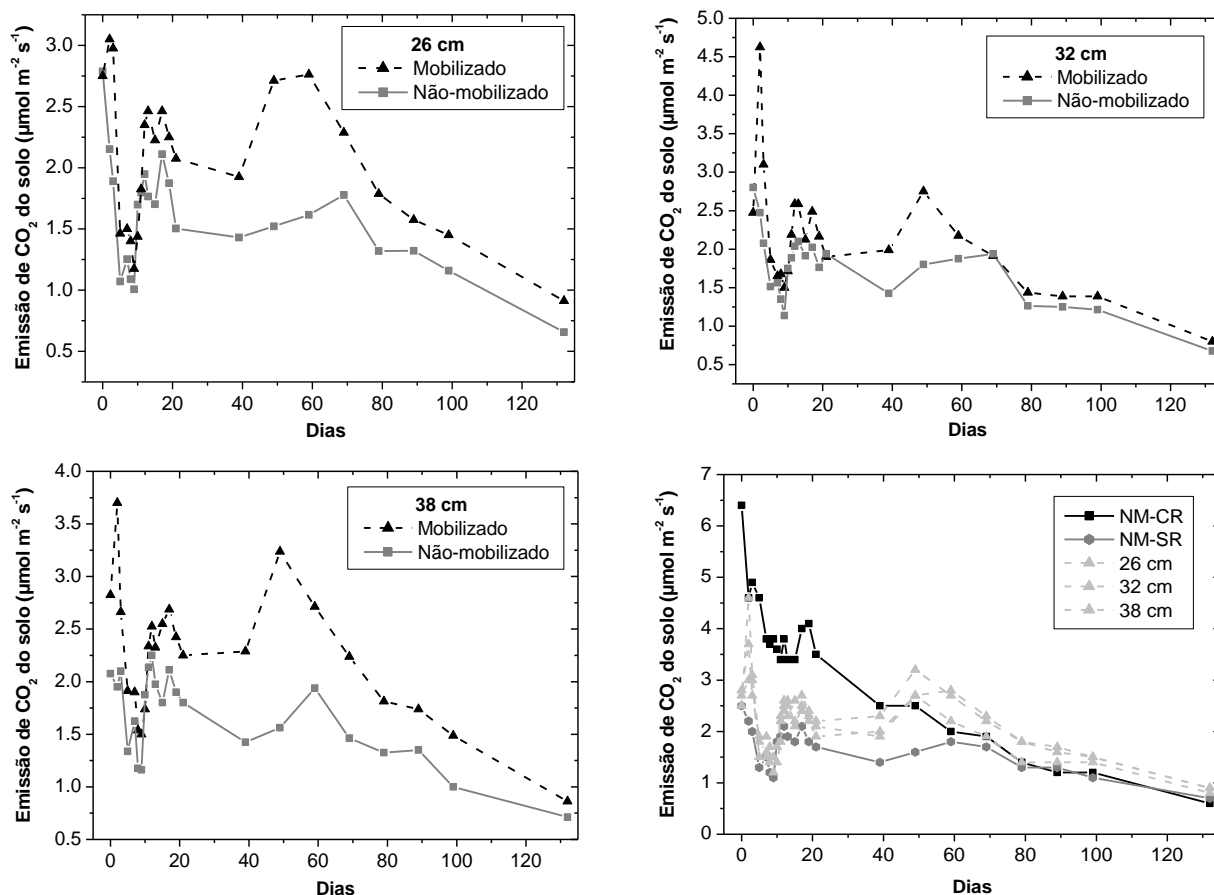 26 cm
Mobilizado
Não-mobilizado
Emissão de CO₂ do solo (µmol m⁻² s⁻¹)
3.0
2.5
2.0
1.5
1.0
0.5
0 20 40 60 80 100 120
Dias
32 cm
Mobilizado
Não-mobilizado
Emissão de CO₂ do solo (µmol m⁻² s⁻¹)
5.0
4.5
4.0
3.5
3.0
2.5
2.0
1.5
1.0
0.5
0 20 40 60 80 100 120
Dias
38 cm
Mobilizado
Não-mobilizado
Emissão de CO₂ do solo (µmol m⁻² s⁻¹)
4.0
3.5
3.0
2.5
2.0
1.5
1.0
0.5
0 20 40 60 80 100 120
Dias
NM-CR
NM-SR
26 cm
32 cm
38 cm
Emissão de CO₂ do solo (µmol m⁻² s⁻¹)
7
6
5
4
3
2
1
0
0 20 40 60 80 100 120
Dias